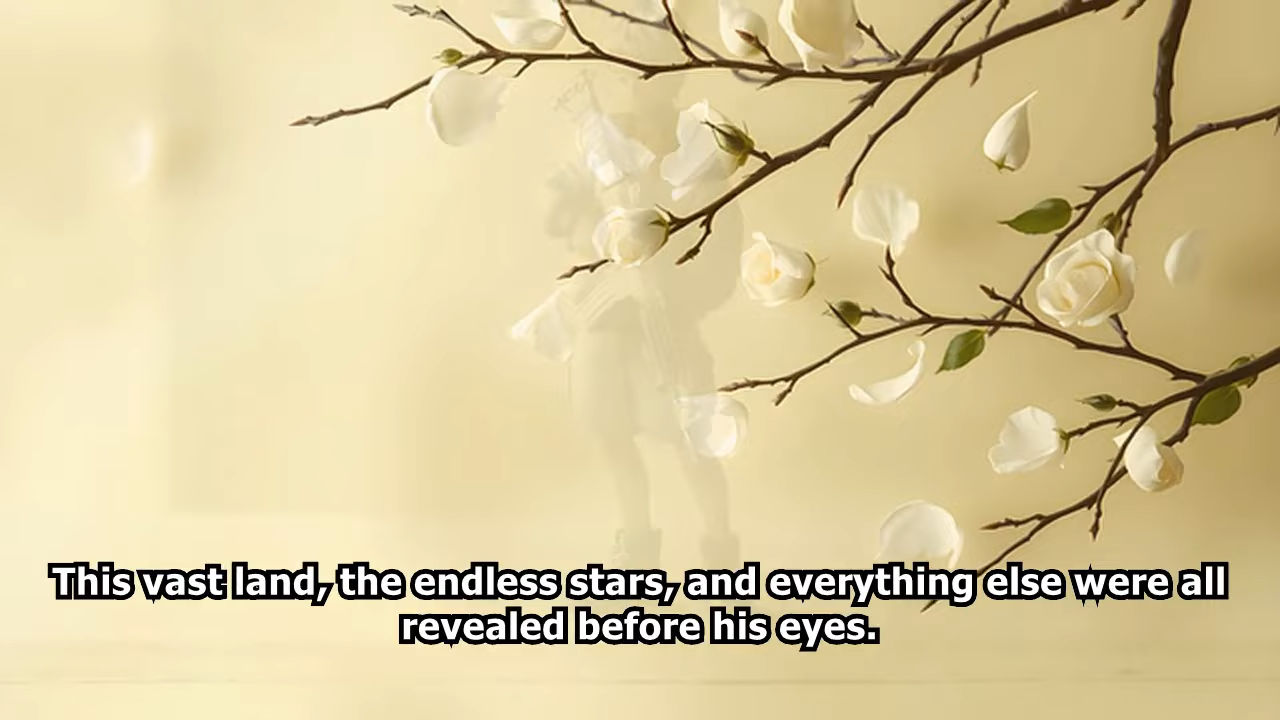 This vast land, the endless stars, and everything else were all
revealed before his eyes.